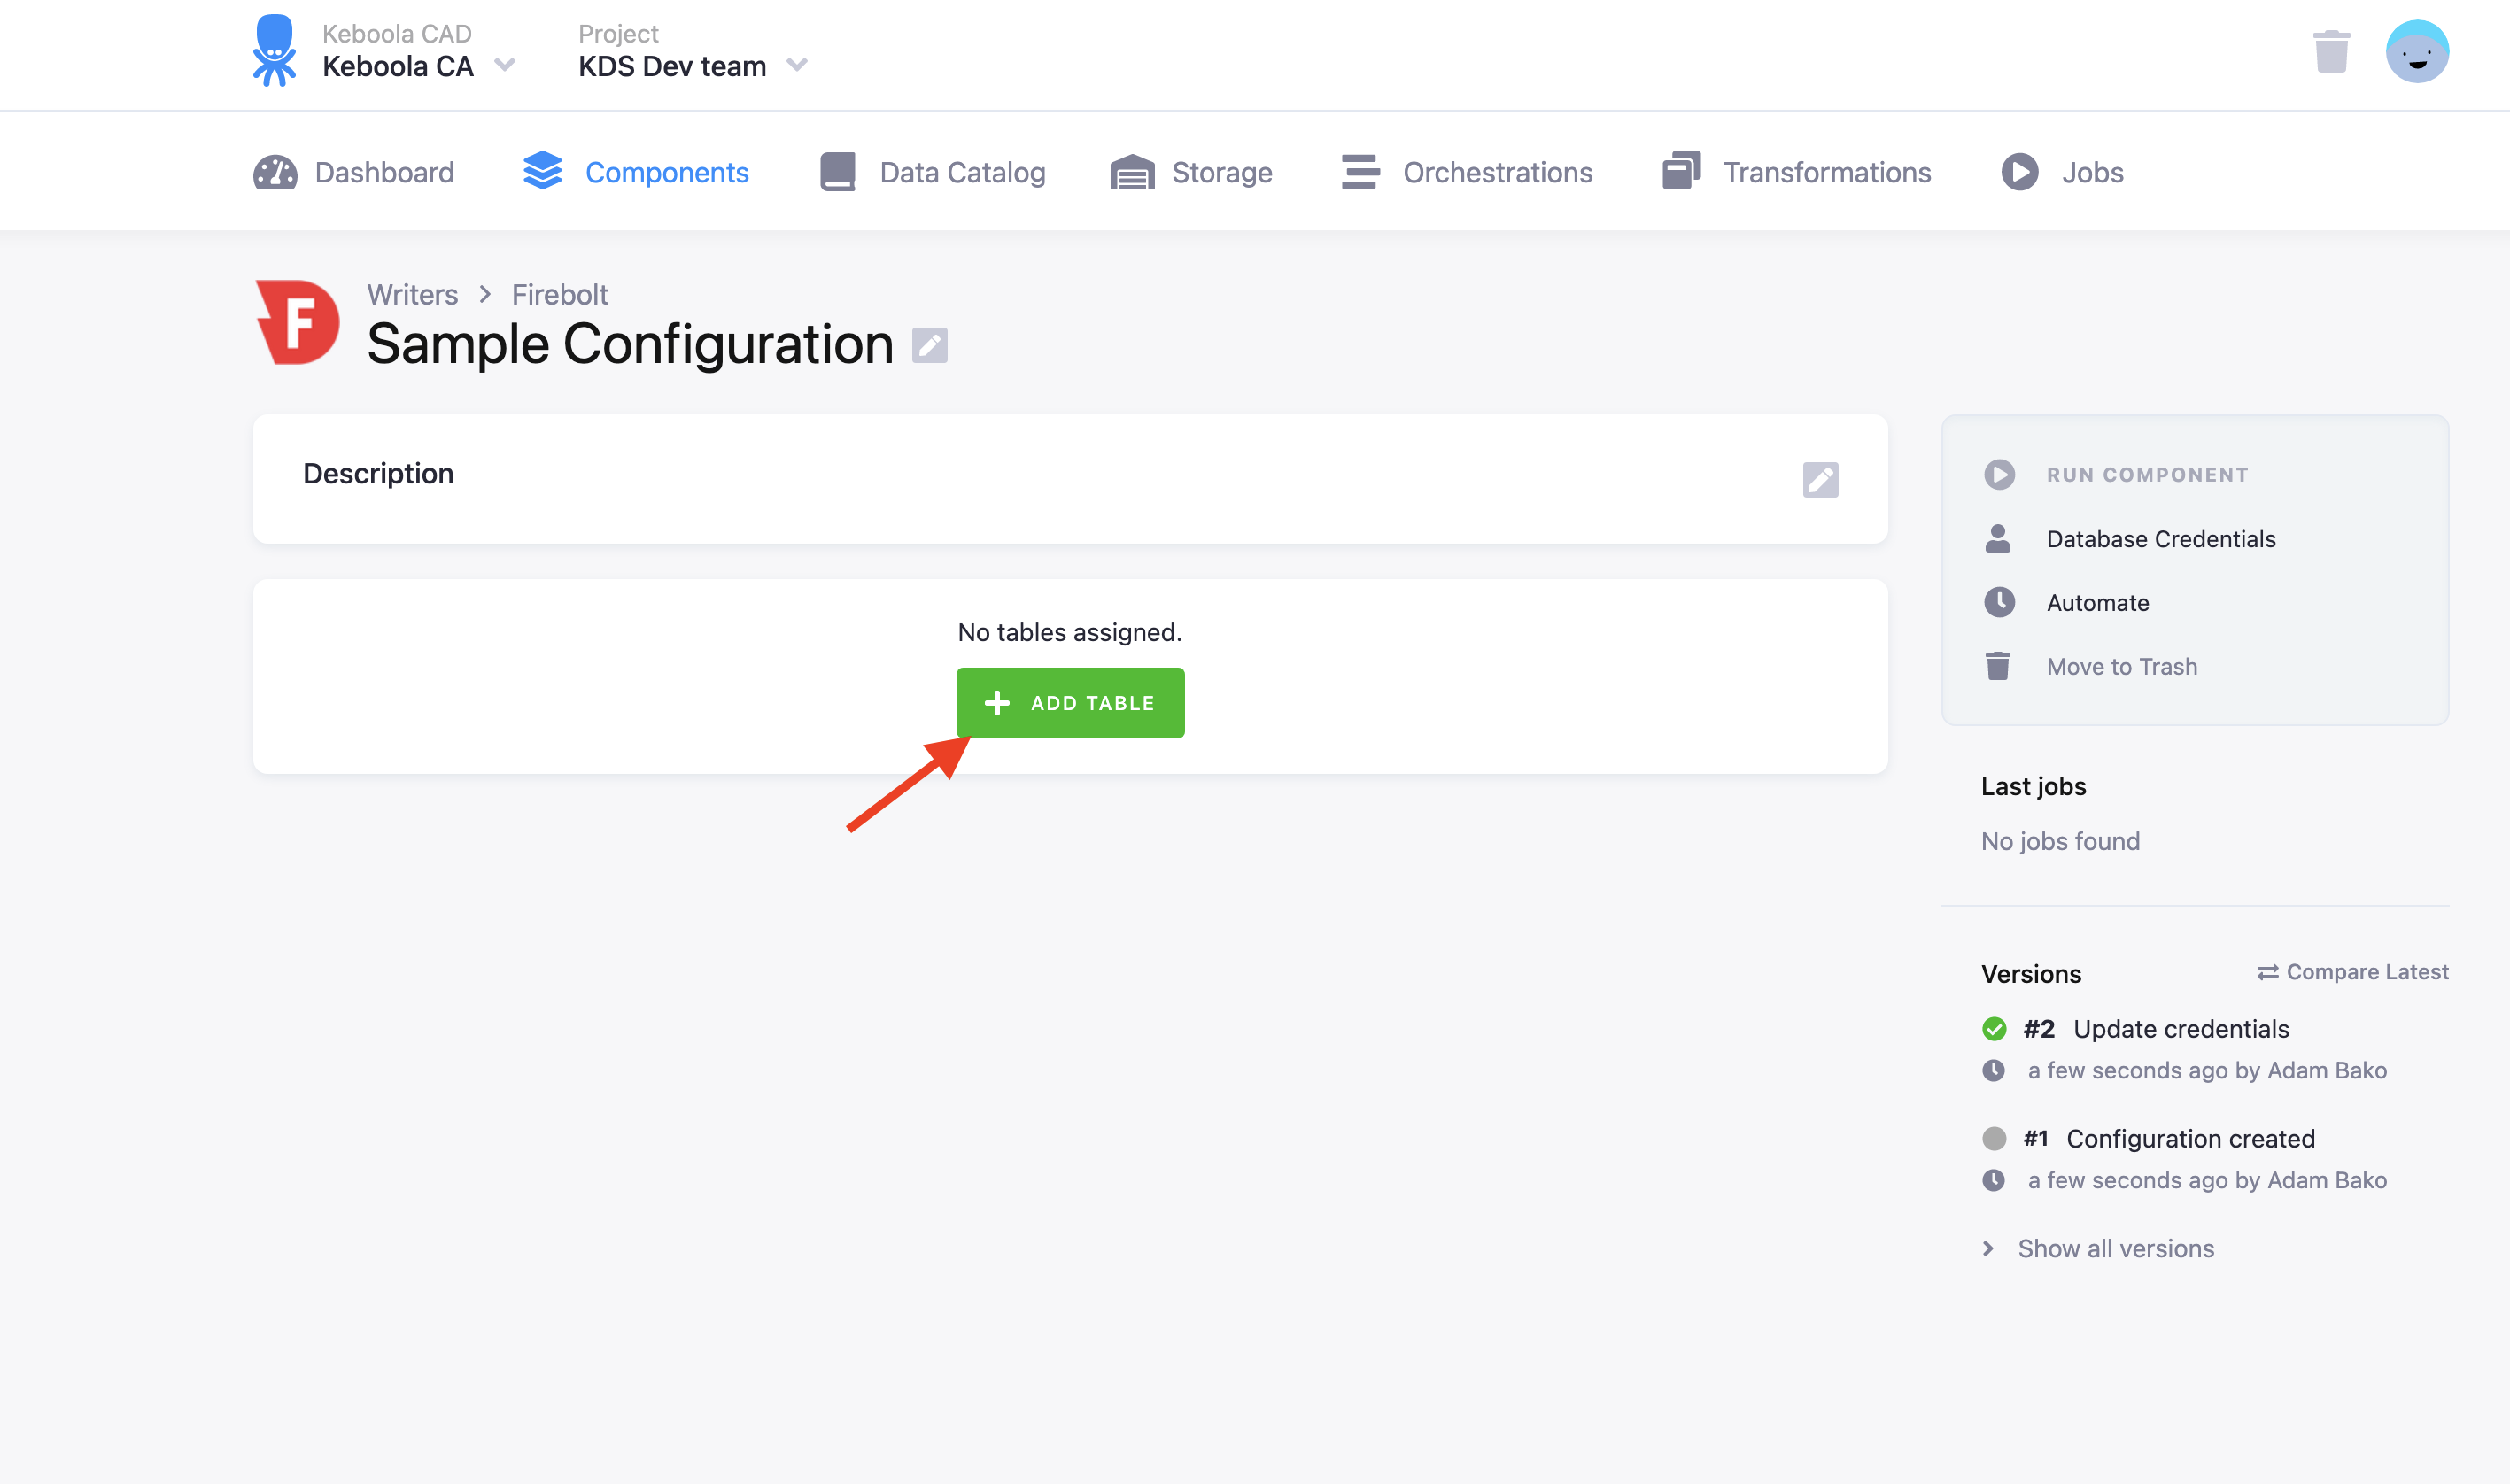 Keboola CAD
Keboola CA
Project
KDS Dev team
Dashboard
Components
Data Catalog
Storage
Orchestrations
Transformations
Jobs
F
Writers > Firebolt
Sample Configuration
Description
No tables assigned.
+ ADD TABLE
RUN COMPONENT
Database Credentials
Automate
Move to Trash
Last jobs
No jobs found
Versions
Compare Latest
#2 Update credentials
a few seconds ago by Adam Bako
#1 Configuration created
a few seconds ago by Adam Bako
Show all versions